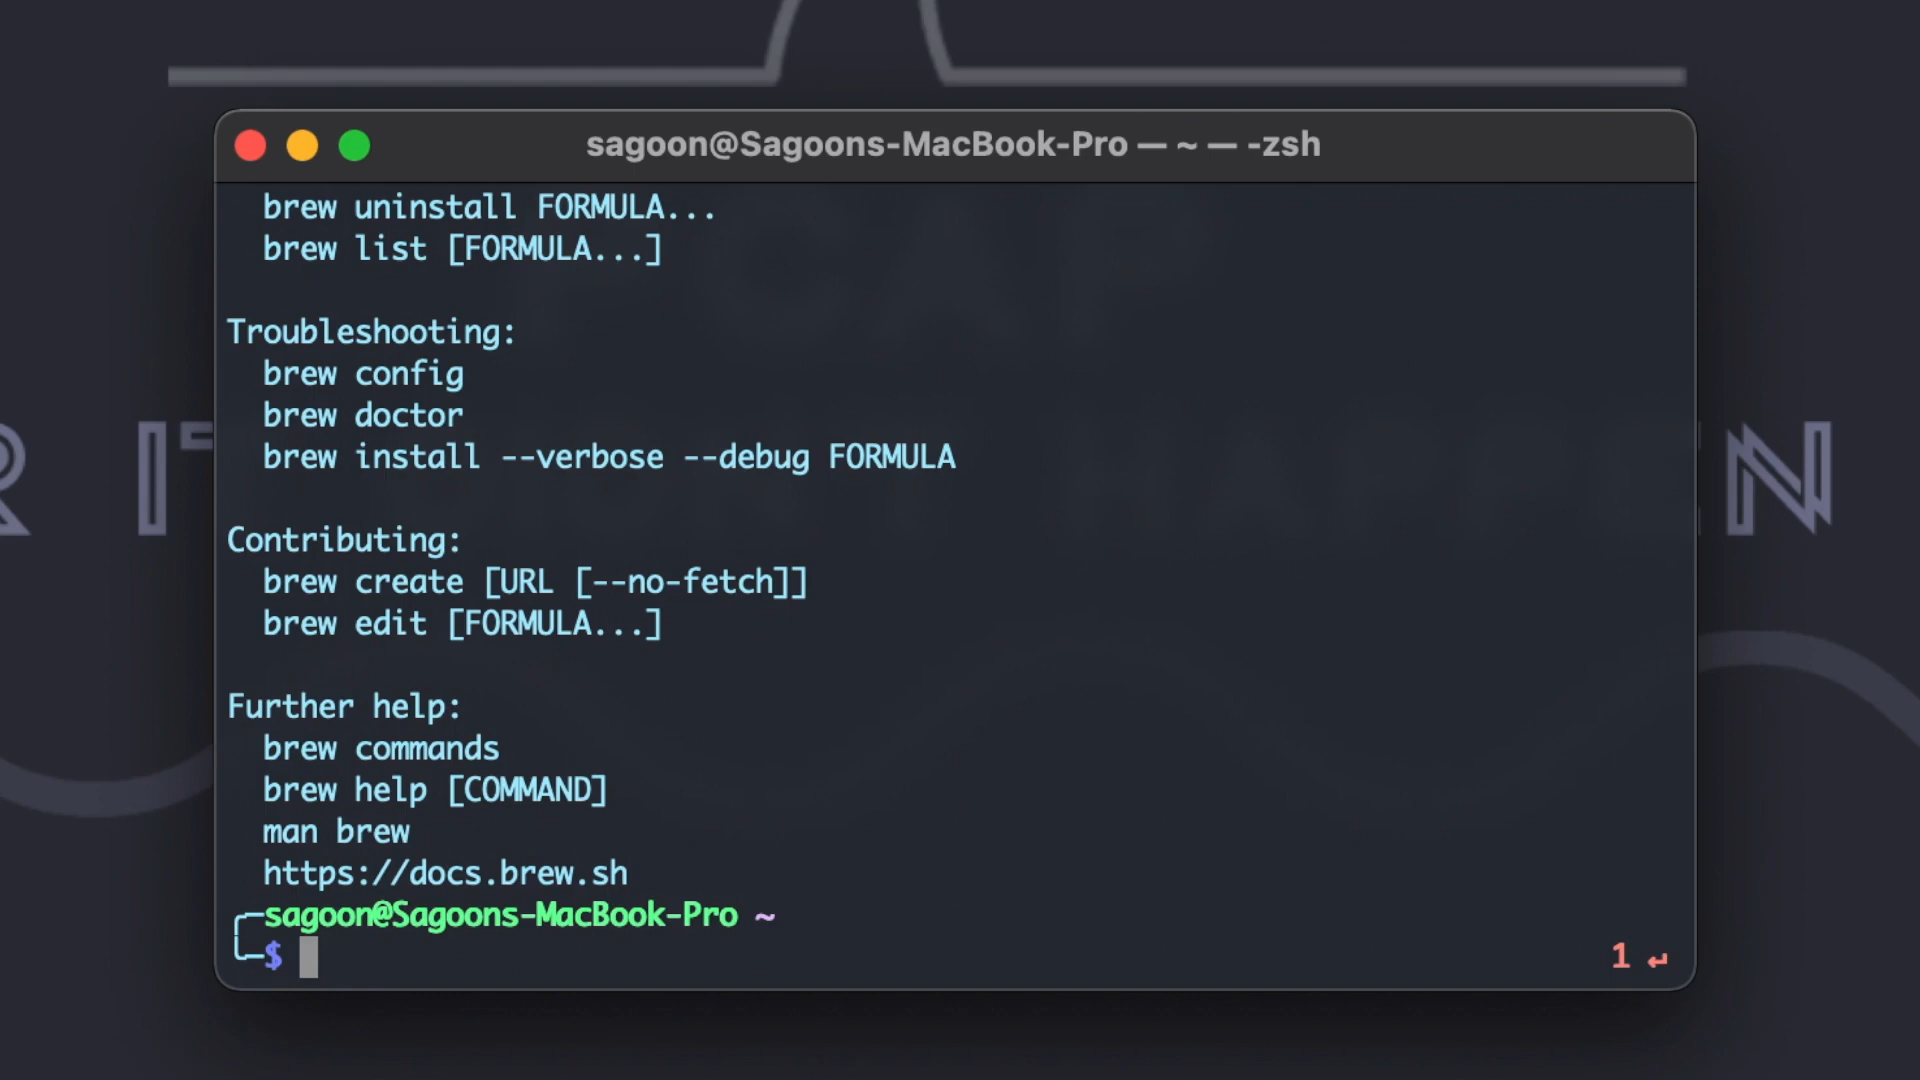 sagoon@Sagoons-MacBook-Pro — ~ — -zsh
brew uninstall FORMULA...
brew list [FORMULA...]
Troubleshooting:
brew config
brew doctor
brew install --verbose --debug FORMULA
Contributing:
brew create [URL [--no-fetch]]
brew edit [FORMULA...]
Further help:
brew commands
brew help [COMMAND]
man brew
https://docs.brew.sh
sagoon@Sagoons-MacBook-Pro ~
$ 1 ↵